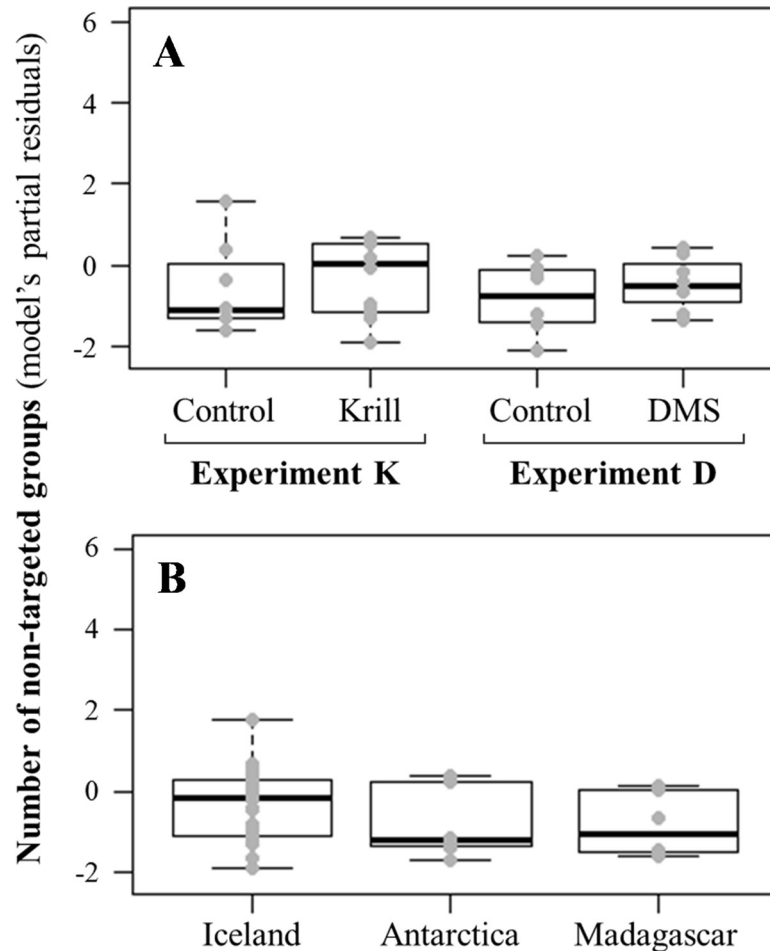 Number of non-targeted groups (model's partial residuals)
A
6
4
2
0
-2
Control Krill Control DMS
Experiment K Experiment D
B
6
4
2
0
-2
Iceland Antarctica Madagascar